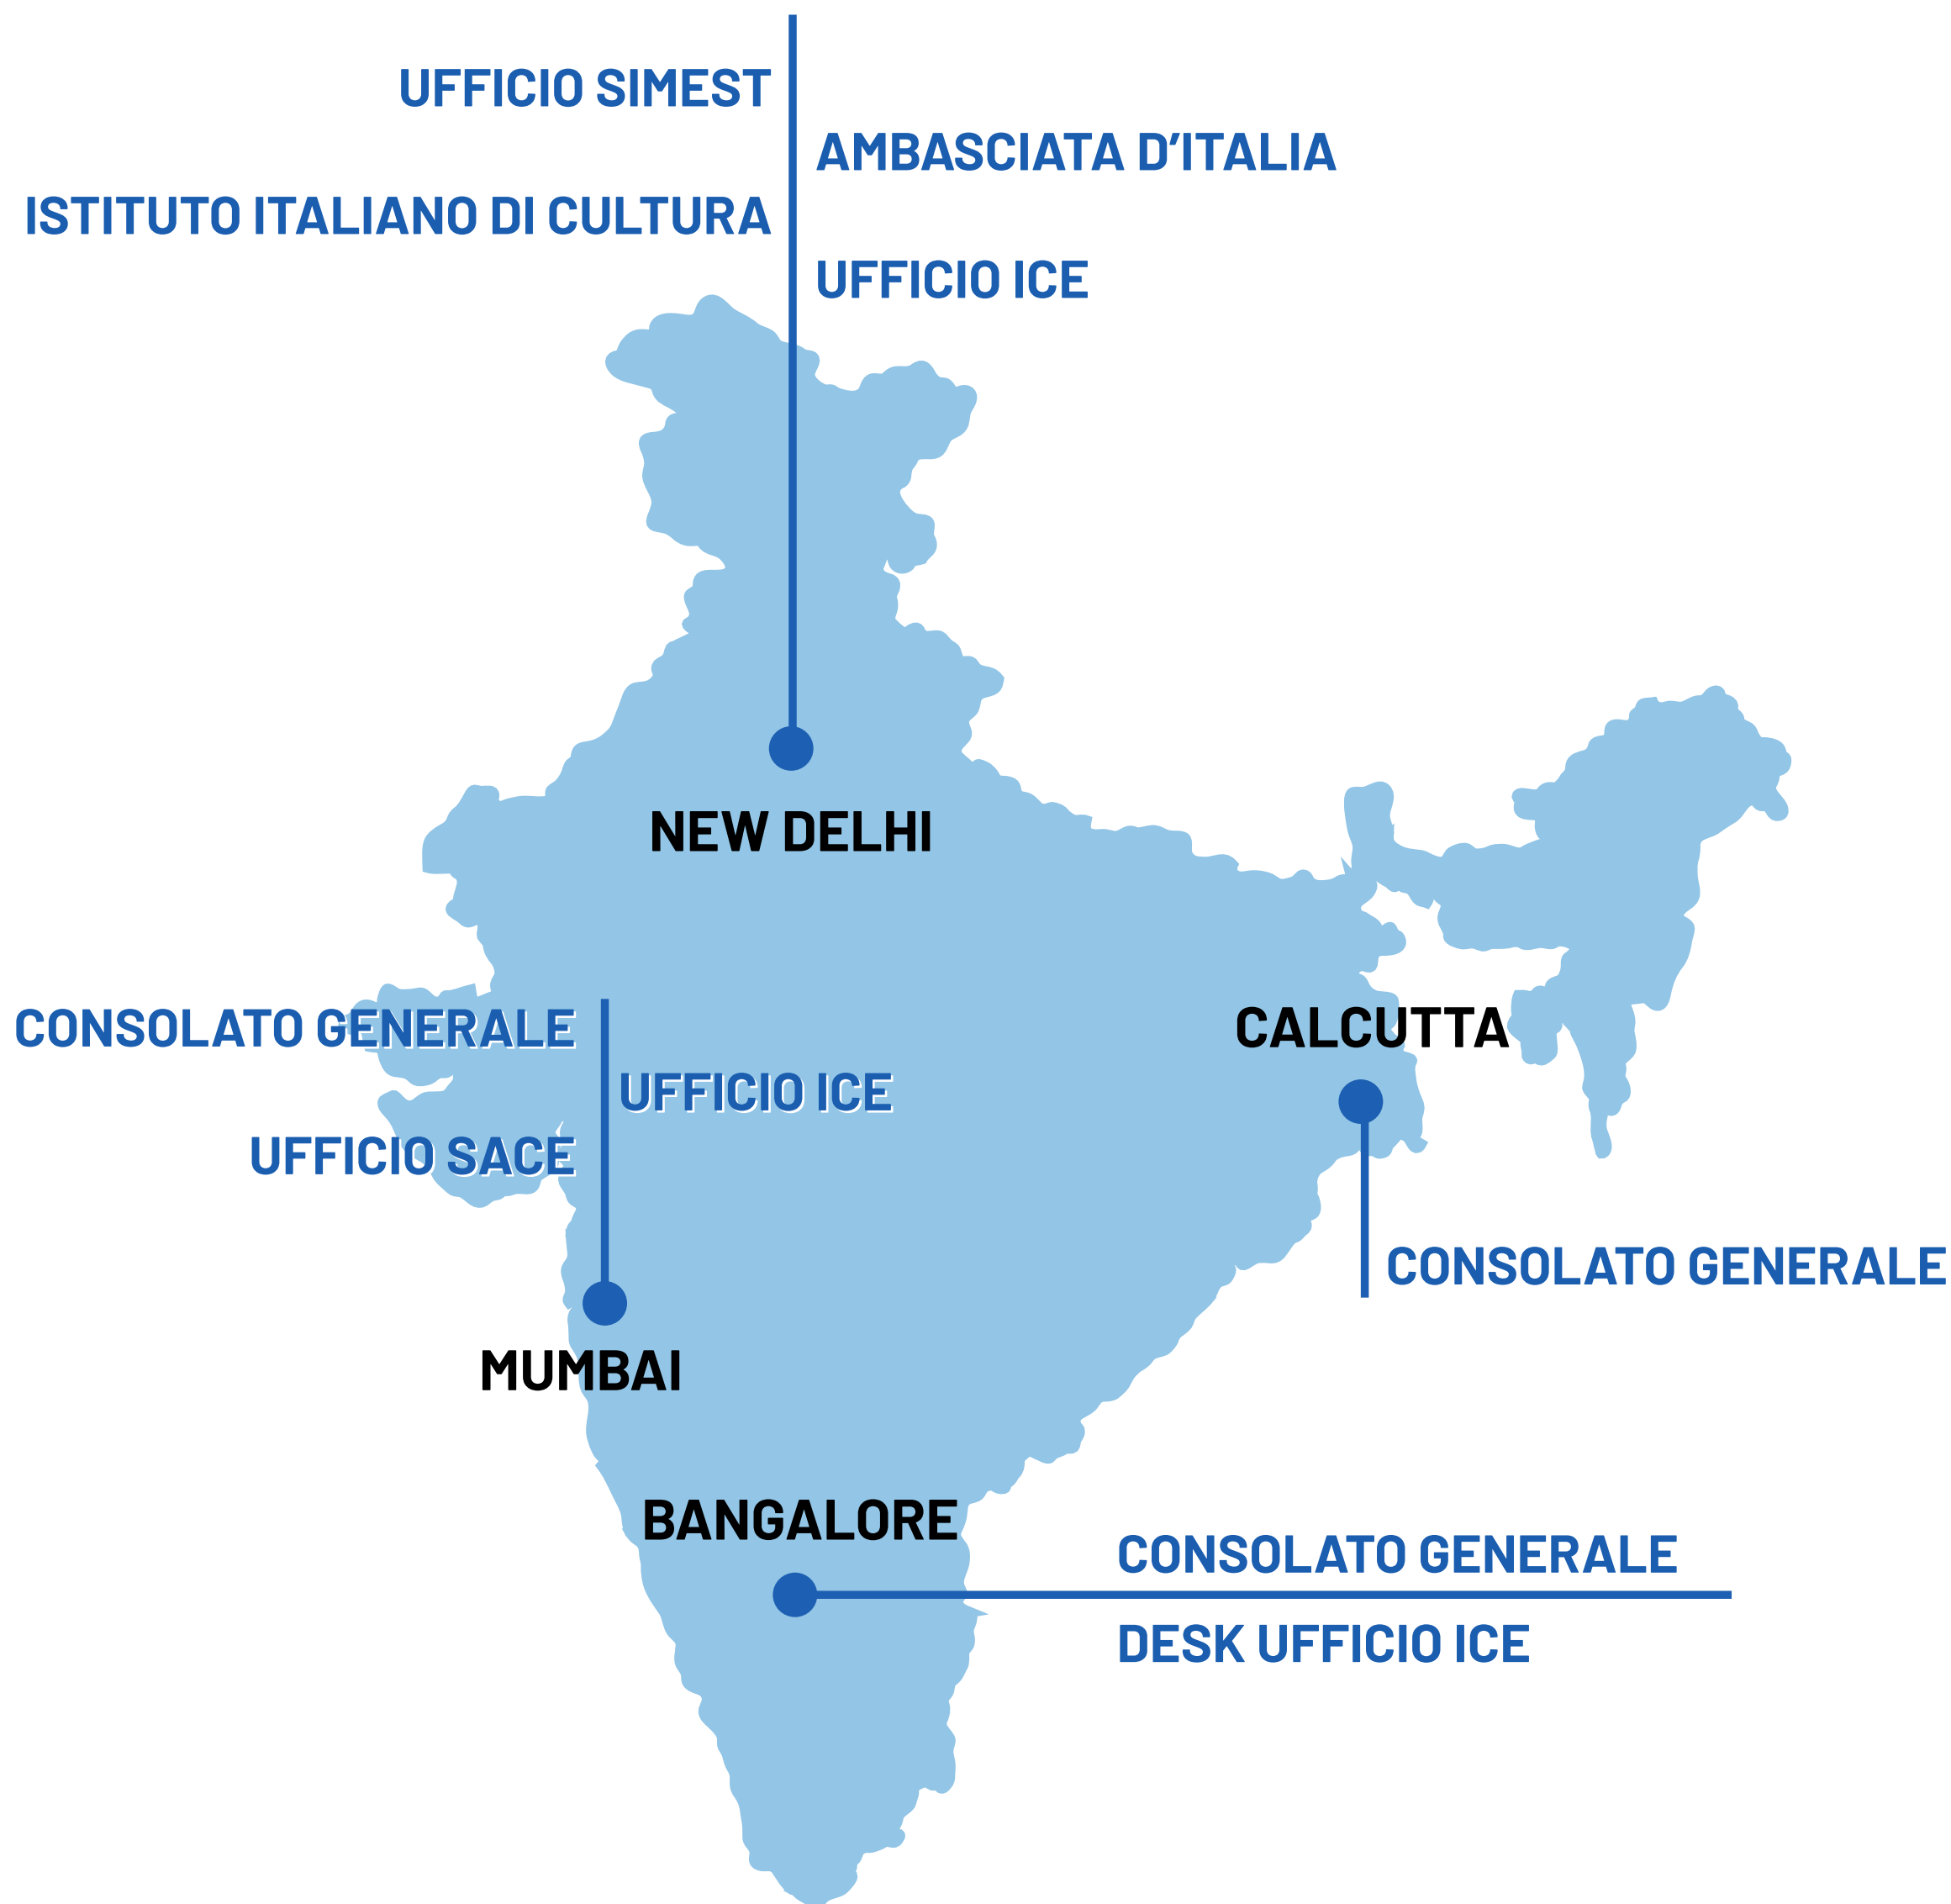 UFFICIO SIMEST
AMBASCIATA D'ITALIA
ISTITUTO ITALIANO DI CULTURA
UFFICIO ICE
NEW DELHI
CONSOLATO GENERALE
UFFICIO ICE
UFFICIO SACE
MUMBAI
CALCUTTA
CONSOLATO GENERALE
BANGALORE
CONSOLATO GENERALE
DESK UFFICIO ICE